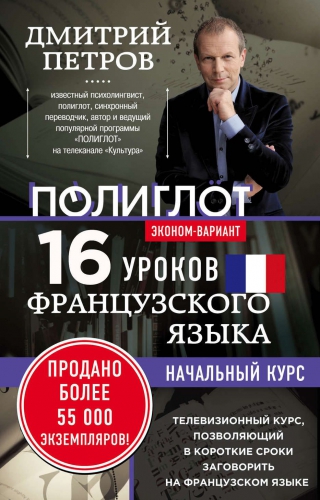 ДМИТРИЙ
ПЕТРОВ
известный психолингвист,
полиглот, синхронный
переводчик, автор и ведущий
популярной программы
«ПОЛИГЛОТ»
на телеканале «Культура»
ПОЛИГЛОТ
ЭКОНОМ-ВАРИАНТ
16 УРОКОВ
ФРАНЦУЗСКОГО
ЯЗЫКА
НАЧАЛЬНЫЙ КУРС
ПРОДАНО
БОЛЕЕ
55 000
ЭКЗЕМПЛЯРОВ!
ТЕЛЕВИЗИОННЫЙ КУРС,
ПОЗВОЛЯЮЩИЙ
В КОРОТКИЕ СРОКИ
ЗАГОВОРИТЬ
НА ФРАНЦУЗСКОМ ЯЗЫКЕ